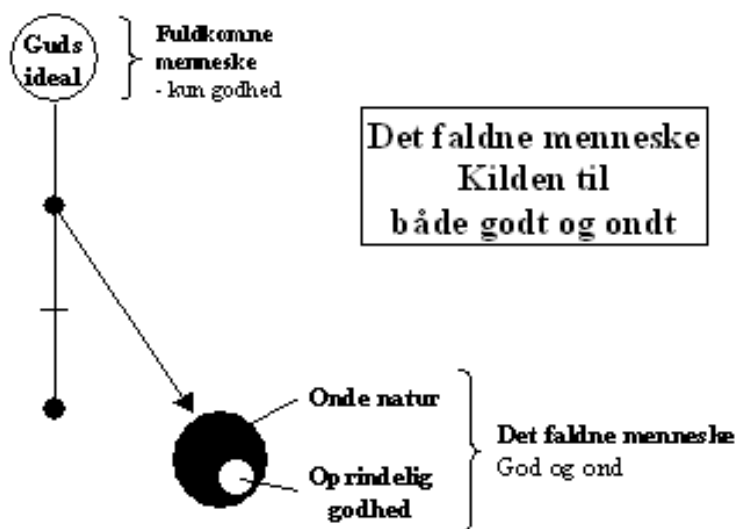 Guds
ideal
Fuldkomne
menneske
- kun godhed
Det faldne menneske
Kilden til
både godt og ondt
Onde natur
Oprindelig
godhed
Det faldne menneske
God og ond